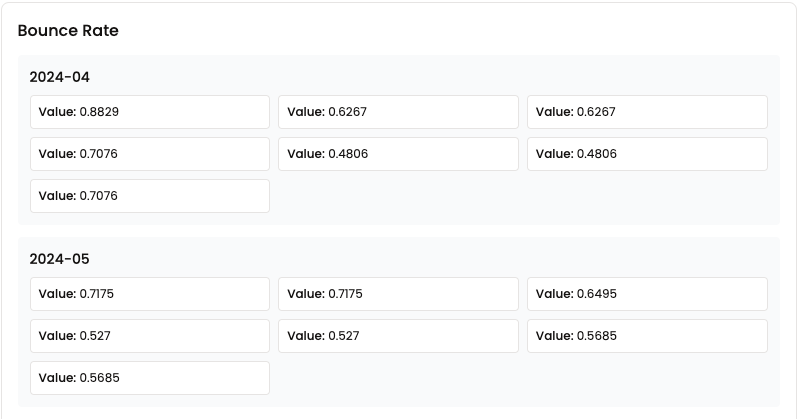 Bounce Rate
2024-04
Value: 0.8829 Value: 0.6267 Value: 0.6267
Value: 0.7076 Value: 0.4806 Value: 0.4806
Value: 0.7076
2024-05
Value: 0.7175 Value: 0.7175 Value: 0.6495
Value: 0.527 Value: 0.527 Value: 0.5685
Value: 0.5685